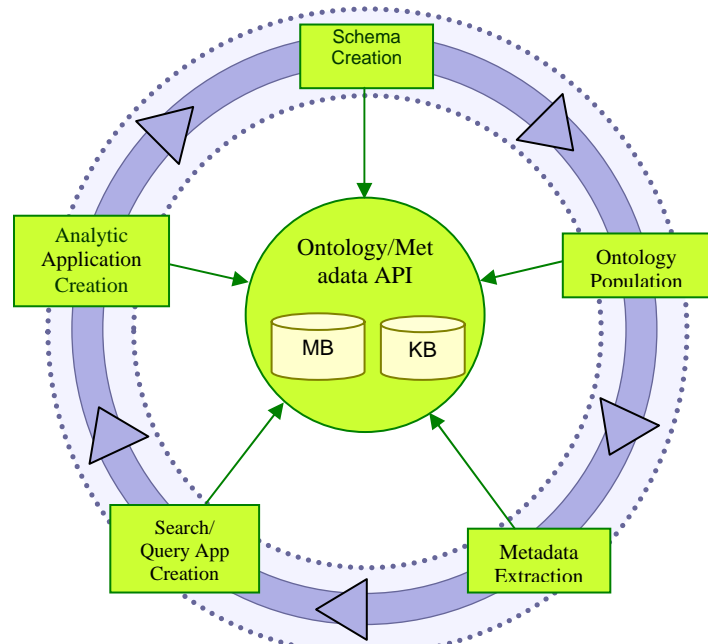 Schema
Creation
Analytic
Application
Creation
Ontology/Met
adata API
MB
KB
Ontology
Population
Search/
Query App
Creation
Metadata
Extraction